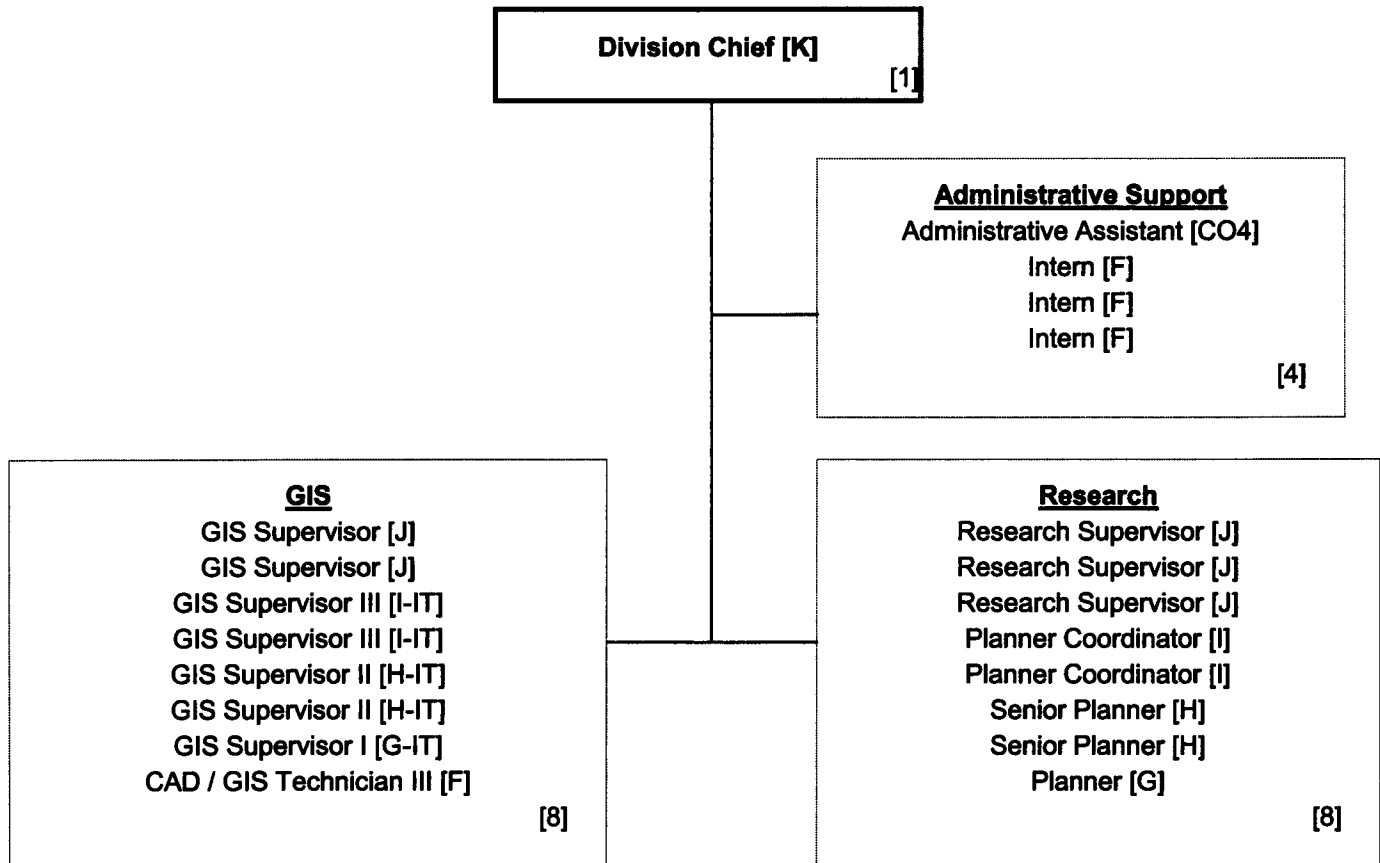 Division Chief [K]
[1]
Administrative Support
Administrative Assistant [CO4]
Intern [F]
Intern [F]
Intern [F]
[4]
GIS
GIS Supervisor [J]
GIS Supervisor [J]
GIS Supervisor III [I-IT]
GIS Supervisor III [I-IT]
GIS Supervisor II [H-IT]
GIS Supervisor II [H-IT]
GIS Supervisor I [G-IT]
CAD / GIS Technician III [F]
[8]
Research
Research Supervisor [J]
Research Supervisor [J]
Research Supervisor [J]
Planner Coordinator [I]
Planner Coordinator [I]
Senior Planner [H]
Senior Planner [H]
Planner [G]
[8]